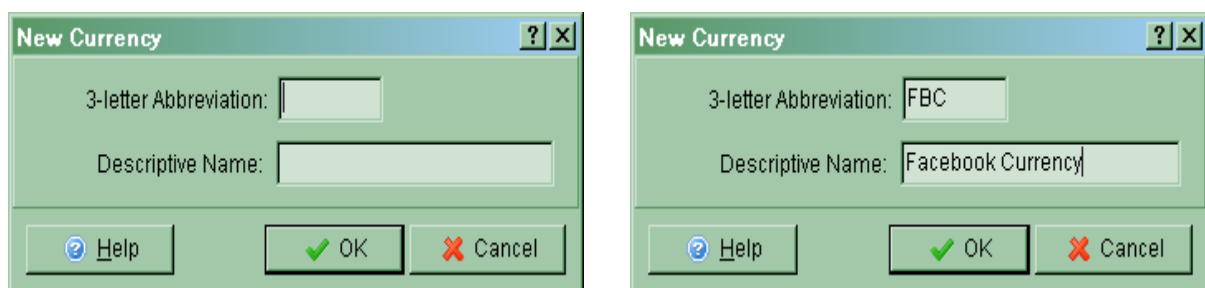 New Currency
3-letter Abbreviation:
Descriptive Name:
Help OK Cancel
New Currency
3-letter Abbreviation: FBC
Descriptive Name: Facebook Currency
Help OK Cancel